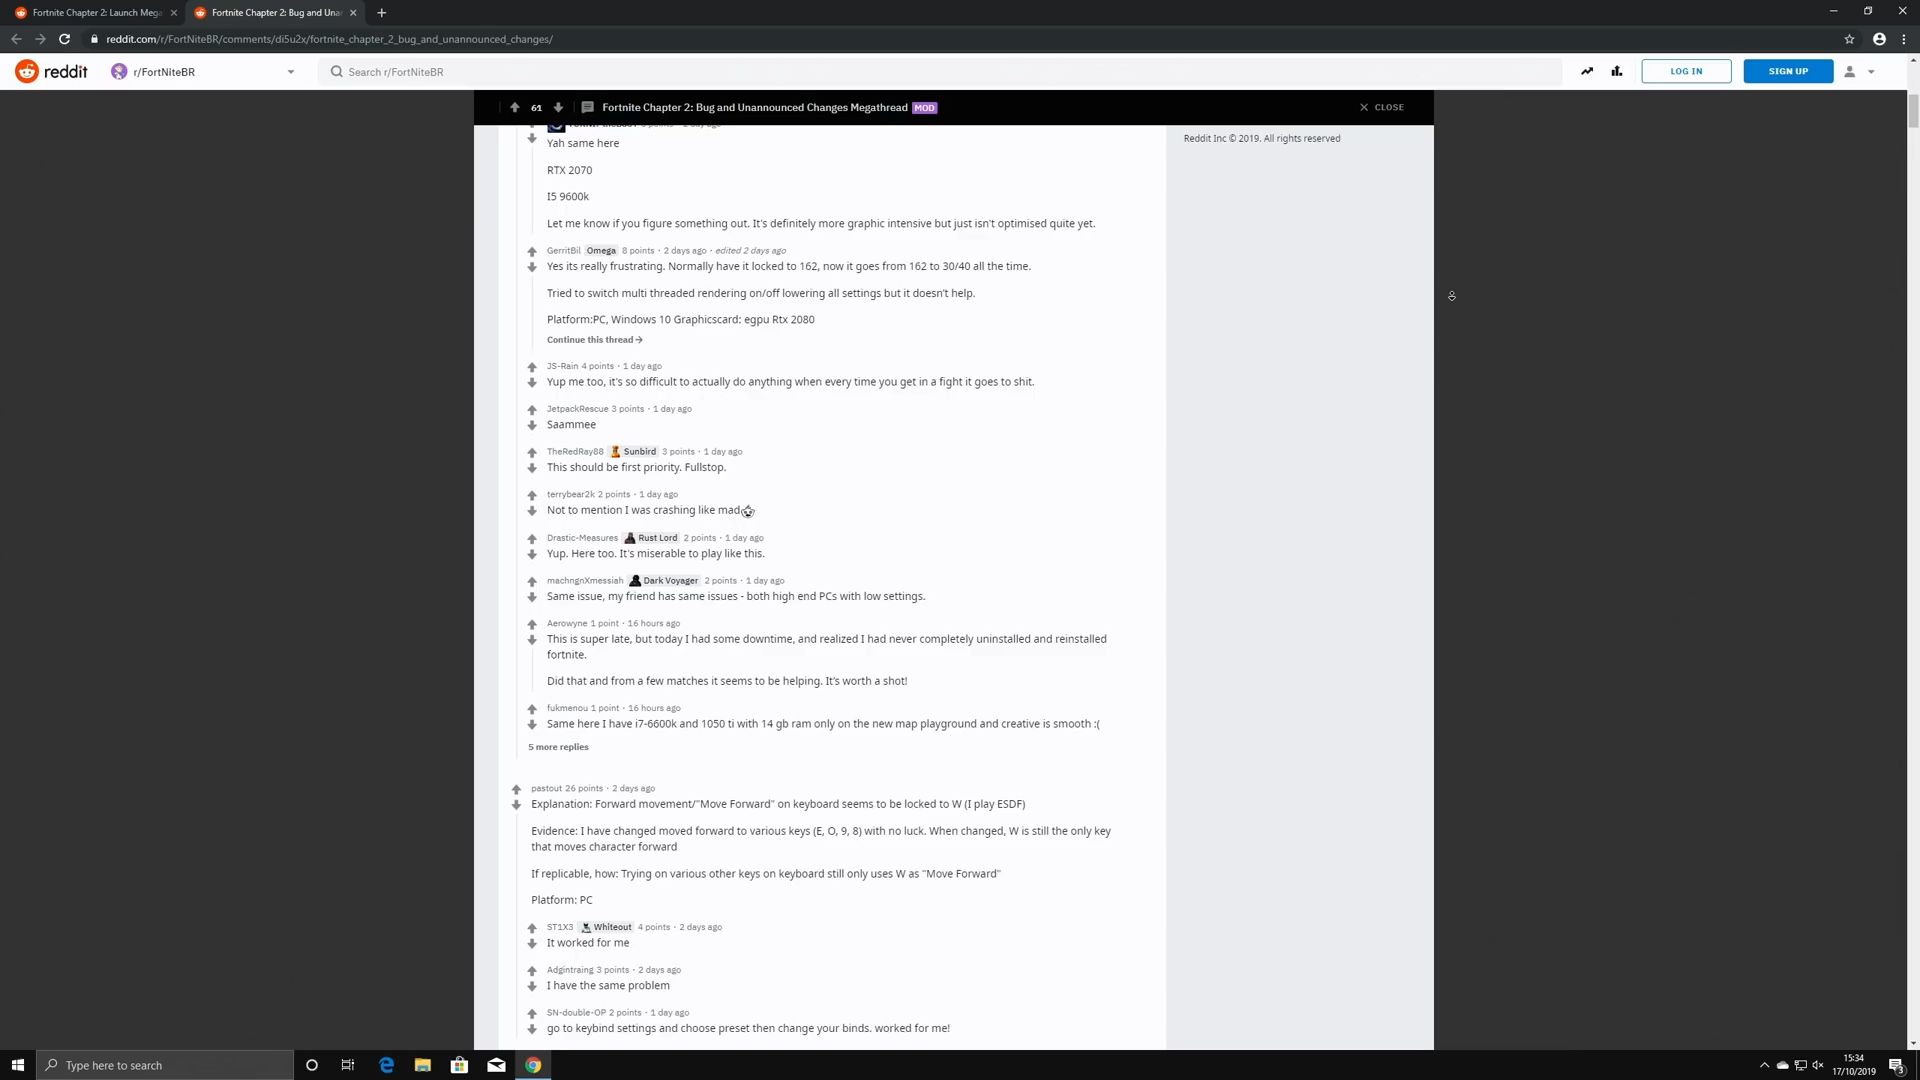 Fortnite Chapter 2: Launch Meg
Fortnite Chapter 2: Bug and Una
reddit.com/r/FortNiteBR/comments/di5u2x/fortnite_chapter_2_bug_and_unannounced_changes/
reddit
r/FortNiteBR
Search r/FortNiteBR
LOG IN
SIGN UP
61
Fortnite Chapter 2: Bug and Unannounced Changes Megathread MOD
CLOSE
Reddit Inc © 2019. All rights reserved
Yah same here
RTX 2070
I5 9600k
Let me know if you figure something out. It's definitely more graphic intensive but just isn't optimised quite yet.
GerritBil Omega 8 points · 2 days ago · edited 2 days ago
Yes its really frustrating. Normally have it locked to 162, now it goes from 162 to 30/40 all the time.
Tried to switch multi threaded rendering on/off lowering all settings but it doesn't help.
Platform:PC, Windows 10 Graphicscard: egpu Rtx 2080
Continue this thread →
JS-Rain 4 points · 1 day ago
Yup me too, it's so difficult to actually do anything when every time you get in a fight it goes to shit.
JetpackRescue 3 points · 1 day ago
Saammee
TheRedRay88 Sunbird 3 points · 1 day ago
This should be first priority. Fullstop.
terrybear2k 2 points · 1 day ago
Not to mention I was crashing like mad
Drastic-Measures Rust Lord 2 points · 1 day ago
Yup. Here too. It's miserable to play like this.
machngnXmessiah Dark Voyager 2 points · 1 day ago
Same issue, my friend has same issues - both high end PCs with low settings.
Aerowyne 1 point · 16 hours ago
This is super late, but today I had some downtime, and realized I had never completely uninstalled and reinstalled
fortnite.
Did that and from a few matches it seems to be helping. It's worth a shot!
fukmenou 1 point · 16 hours ago
Same here I have i7-6600k and 1050 ti with 14 gb ram only on the new map playground and creative is smooth :(
5 more replies
pastout 26 points · 2 days ago
Explanation: Forward movement/"Move Forward" on keyboard seems to be locked to W (I play ESDF)
Evidence: I have changed moved forward to various keys (E, O, 9, 8) with no luck. When changed, W is still the only key
that moves character forward
If replicable, how: Trying on various other keys on keyboard still only uses W as "Move Forward"
Platform: PC
ST1X3 Whiteout 4 points · 2 days ago
It worked for me
Adgintraing 3 points · 2 days ago
I have the same problem
SN-double-OP 2 points · 1 day ago
go to keybind settings and choose preset then change your binds. worked for me!
Type here to search
15:34
17/10/2019
3